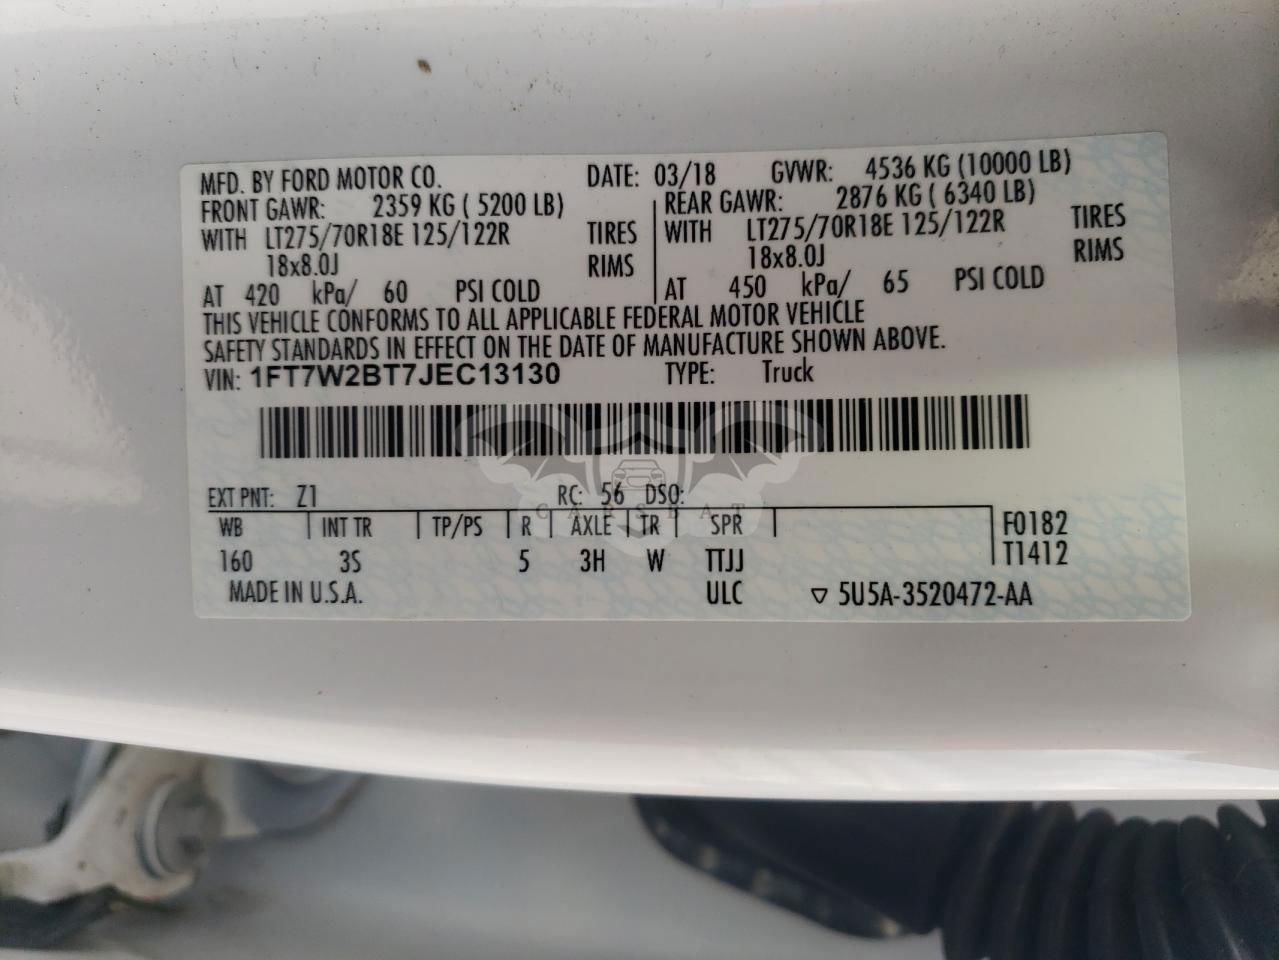 MFD. BY FORD MOTOR CO. DATE: 03/18 GVWR: 4536 KG (10000 LB)
FRONT GAWR: 2359 KG ( 5200 LB) REAR GAWR: 2876 KG ( 6340 LB)
WITH LT275/70R18E 125/122R TIRES WITH LT275/70R18E 125/122R TIRES
18x8.0J RIMS 18x8.0J RIMS
AT 420 kPa/ 60 PSI COLD AT 450 kPa/ 65 PSI COLD
THIS VEHICLE CONFORMS TO ALL APPLICABLE FEDERAL MOTOR VEHICLE
SAFETY STANDARDS IN EFFECT ON THE DATE OF MANUFACTURE SHOWN ABOVE.
VIN: 1FT7W2BT7JEC13130 TYPE: Truck
EXT PNT: Z1 RC: 56 DSO:
CARSBAT
WB INT TR TP/PS R AXLE TR SPR F0182
160 3S 5 3H W TTJJ T1412
MADE IN U.S.A. ULC ▽ 5U5A-3520472-AA